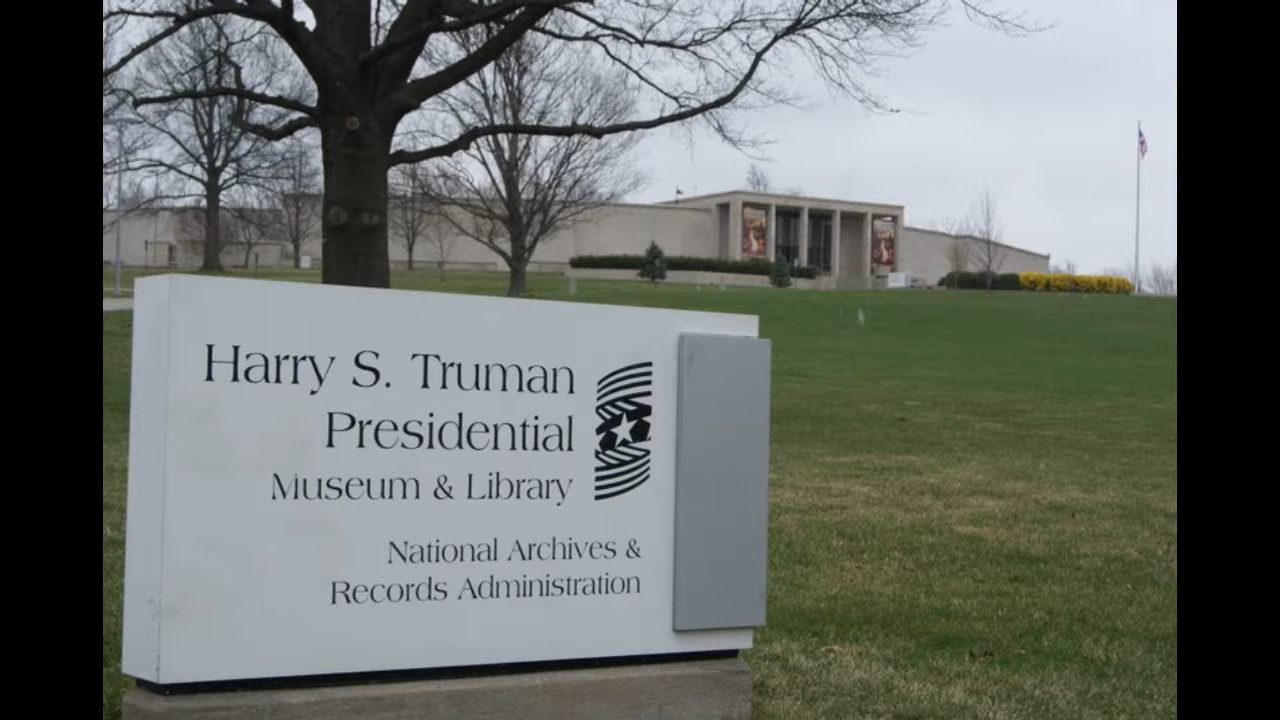 Harry S. Truman
Presidential
Museum & Library
National Archives &
Records Administration